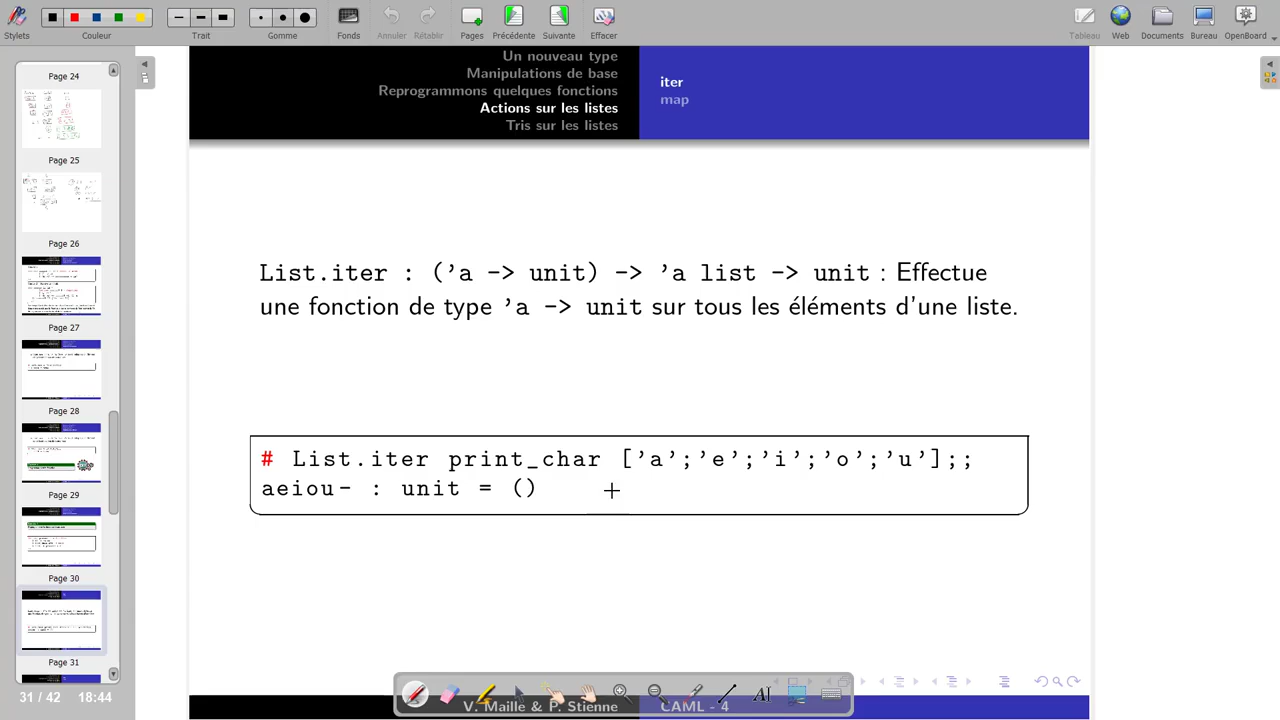 Stylets
Couleur
Trait
Gomme
Fonds
Annuler
Rétablir
Pages
Précédente
Suivante
Effacer
Tableau
Web
Documents
Bureau
OpenBoard
Page 24
Page 25
Page 26
Page 27
Page 28
Page 29
Page 30
Page 31
31 / 42 18:44
Un nouveau type
Manipulations de base
Reprogrammons quelques fonctions
Actions sur les listes
Tris sur les listes
iter
map
List.iter : ('a -> unit) -> 'a list -> unit : Effectue
une fonction de type 'a -> unit sur tous les éléments d'une liste.
# List.iter print_char ['a';'e';'i';'o';'u'];;
aeiou- : unit = ()
V. Maille & P. Stienne
CAML - 4